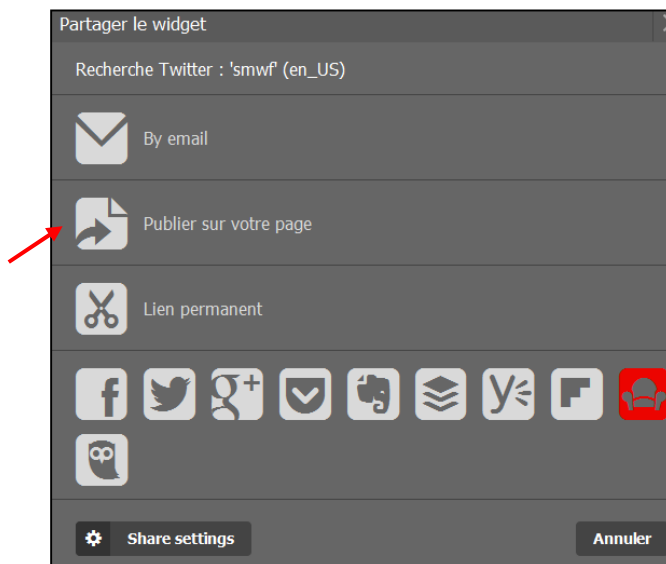 Partager le widget
Recherche Twitter : 'smwf' (en_US)
By email
Publier sur votre page
Lien permanent
Share settings
Annuler